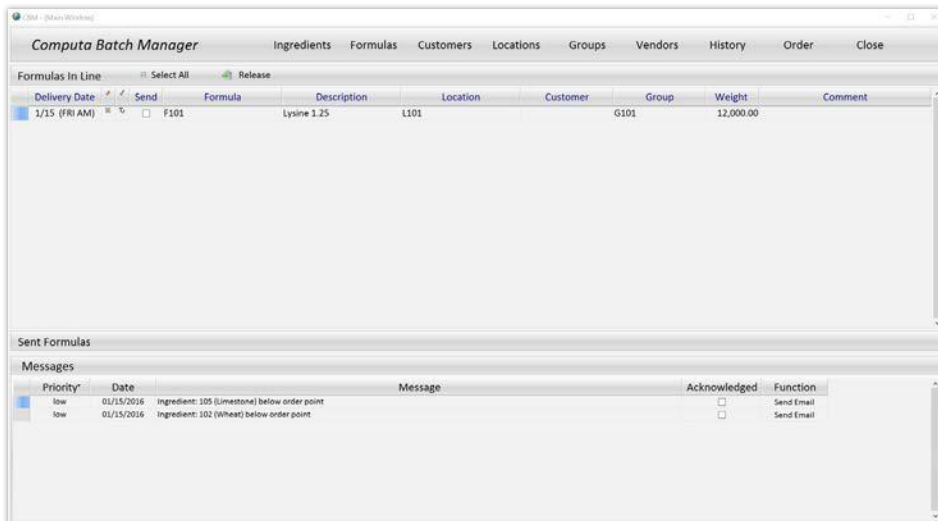 CBM - [Main Window]
Computa Batch Manager Ingredients Formulas Customers Locations Groups Vendors History Order Close
Formulas In Line Select All Release
Delivery Date Send Formula Description Location Customer Group Weight Comment
1/15 (FRI AM) F101 Lysine 1.25 L101 G101 12,000.00
Sent Formulas
Messages
Priority Date Message Acknowledged Function
low 01/15/2016 Ingredient: 105 (Limestone) below order point Send Email
low 01/15/2016 Ingredient: 102 (Wheat) below order point Send Email